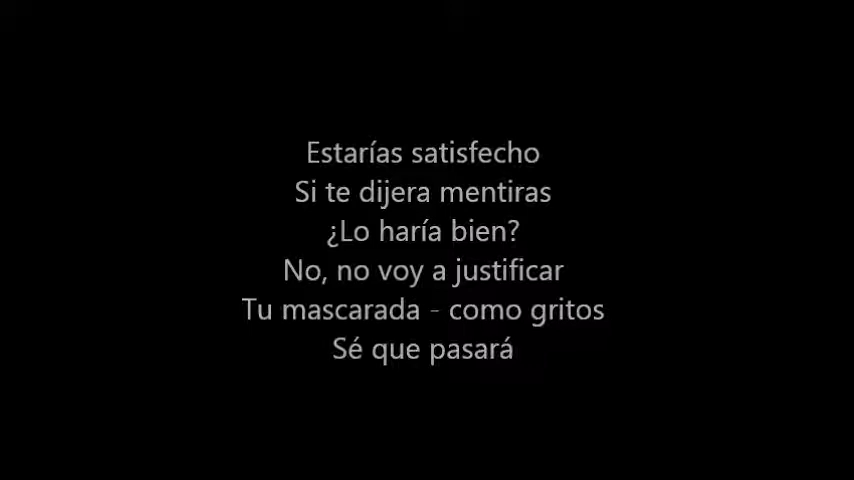 Estarías satisfecho
Si te dijera mentiras
¿Lo haría bien?
No, no voy a justificar
Tu mascarada - como gritos
Sé que pasará